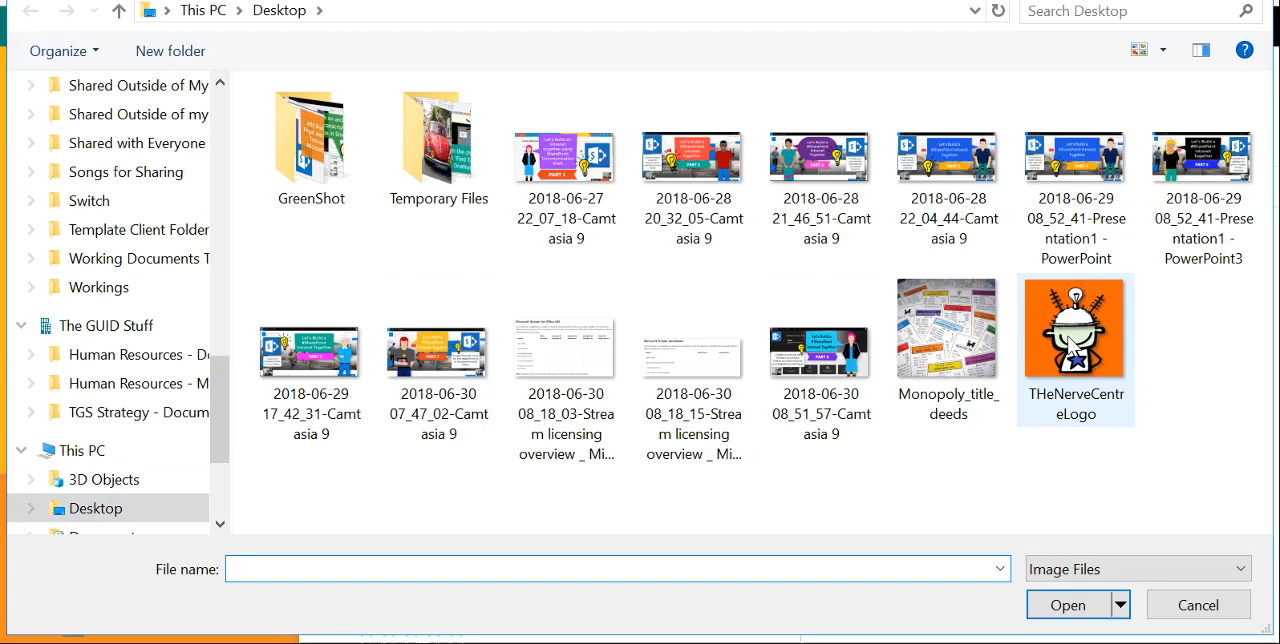 This PC
Desktop
Search Desktop
Organize
New folder
Shared Outside of My
Shared Outside of my
Shared with Everyone
Songs for Sharing
Switch
Template Client Folder
Working Documents T
Workings
The GUID Stuff
Human Resources - D
Human Resources - M
TGS Strategy - Docum
This PC
3D Objects
Desktop
GreenShot
Temporary Files
2018-06-27
22_07_18-Camt
asia 9
2018-06-28
20_32_05-Camt
asia 9
2018-06-28
21_46_51-Camt
asia 9
2018-06-28
22_04_44-Camt
asia 9
2018-06-29
08_52_41-Prese
ntation1 -
PowerPoint
2018-06-29
08_52_41-Prese
ntation1 -
PowerPoint3
2018-06-29
17_42_31-Camt
asia 9
2018-06-30
07_47_02-Camt
asia 9
2018-06-30
08_18_03-Strea
m licensing
overview _ Mi...
2018-06-30
08_18_15-Strea
m licensing
overview _ Mi...
2018-06-30
08_51_57-Camt
asia 9
Monopoly_title_
deeds
THeNerveCentr
eLogo
File name:
Image Files
Open
Cancel